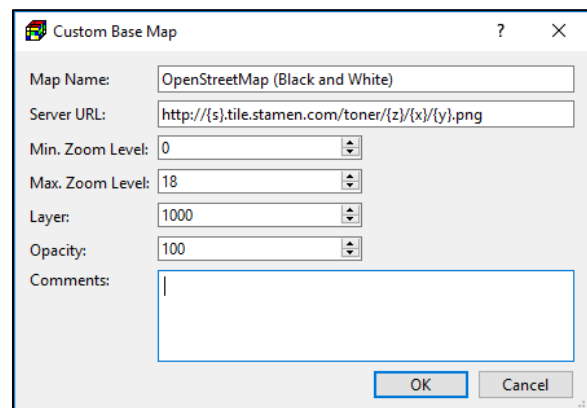 Custom Base Map ?
Map Name: OpenStreetMap (Black and White)
Server URL: http://{s}.tile.stamen.com/toner/{z}/{x}/{y}.png
Min. Zoom Level: 0
Max. Zoom Level: 18
Layer: 1000
Opacity: 100
Comments:
OK Cancel